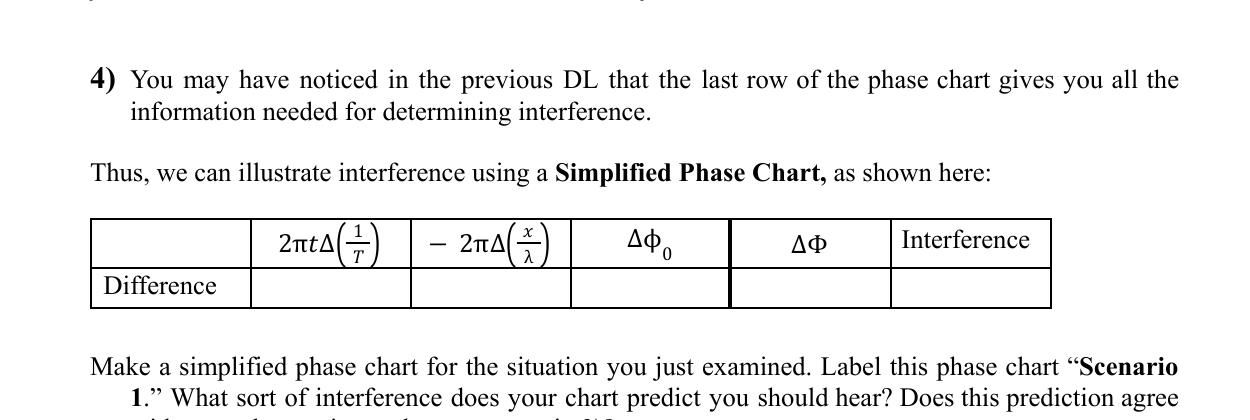 4) You may have noticed in the previous DL that the last row of the phase chart gives you all the
information needed for determining interference.
Thus, we can illustrate interference using a Simplified Phase Chart, as shown here:
2πtΔ(1/T) − 2πΔ(x/λ) Δϕ₀ ΔΦ Interference
Difference
Make a simplified phase chart for the situation you just examined. Label this phase chart “Scenario
1.” What sort of interference does your chart predict you should hear? Does this prediction agree